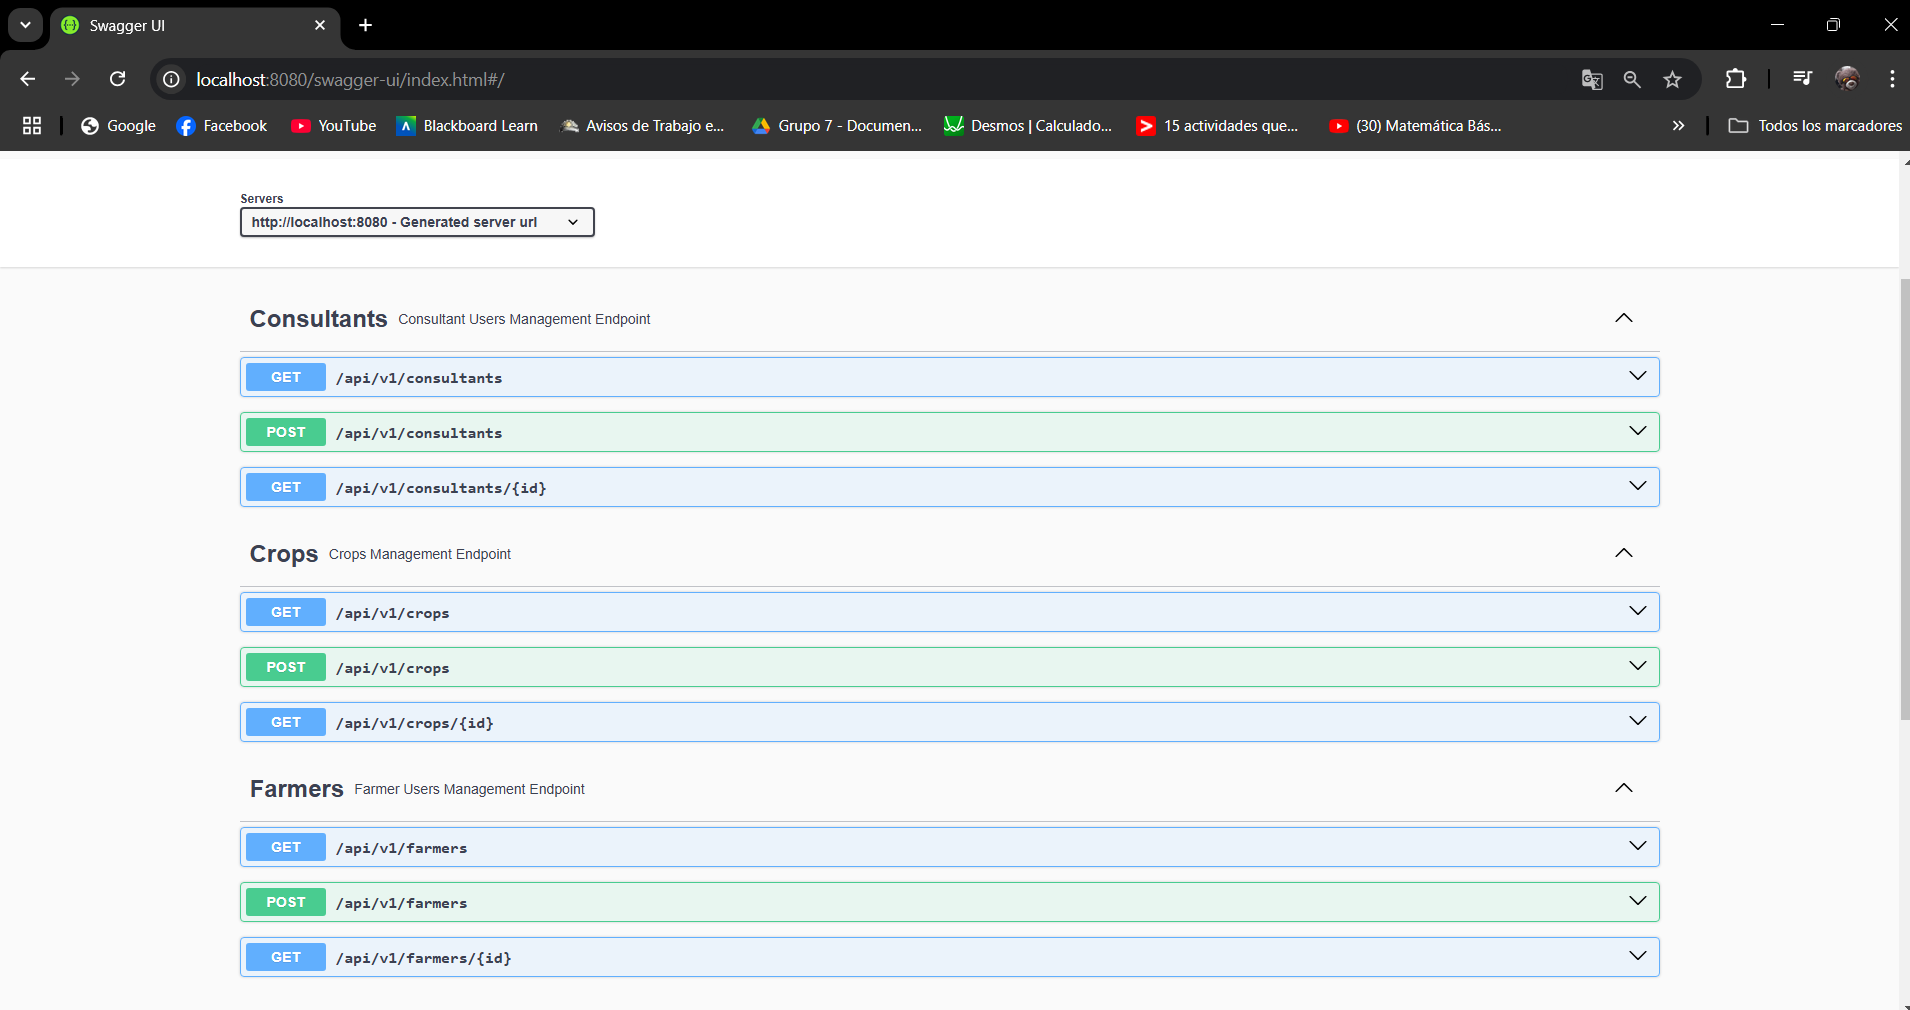 Swagger UI
localhost:8080/swagger-ui/index.html#/
Google Facebook YouTube Blackboard Learn Avisos de Trabajo e... Grupo 7 - Documen... Desmos | Calculado... 15 actividades que... (30) Matemática Bás... Todos los marcadores
Servers
http://localhost:8080 - Generated server url
Consultants Consultant Users Management Endpoint
GET /api/v1/consultants
POST /api/v1/consultants
GET /api/v1/consultants/{id}
Crops Crops Management Endpoint
GET /api/v1/crops
POST /api/v1/crops
GET /api/v1/crops/{id}
Farmers Farmer Users Management Endpoint
GET /api/v1/farmers
POST /api/v1/farmers
GET /api/v1/farmers/{id}